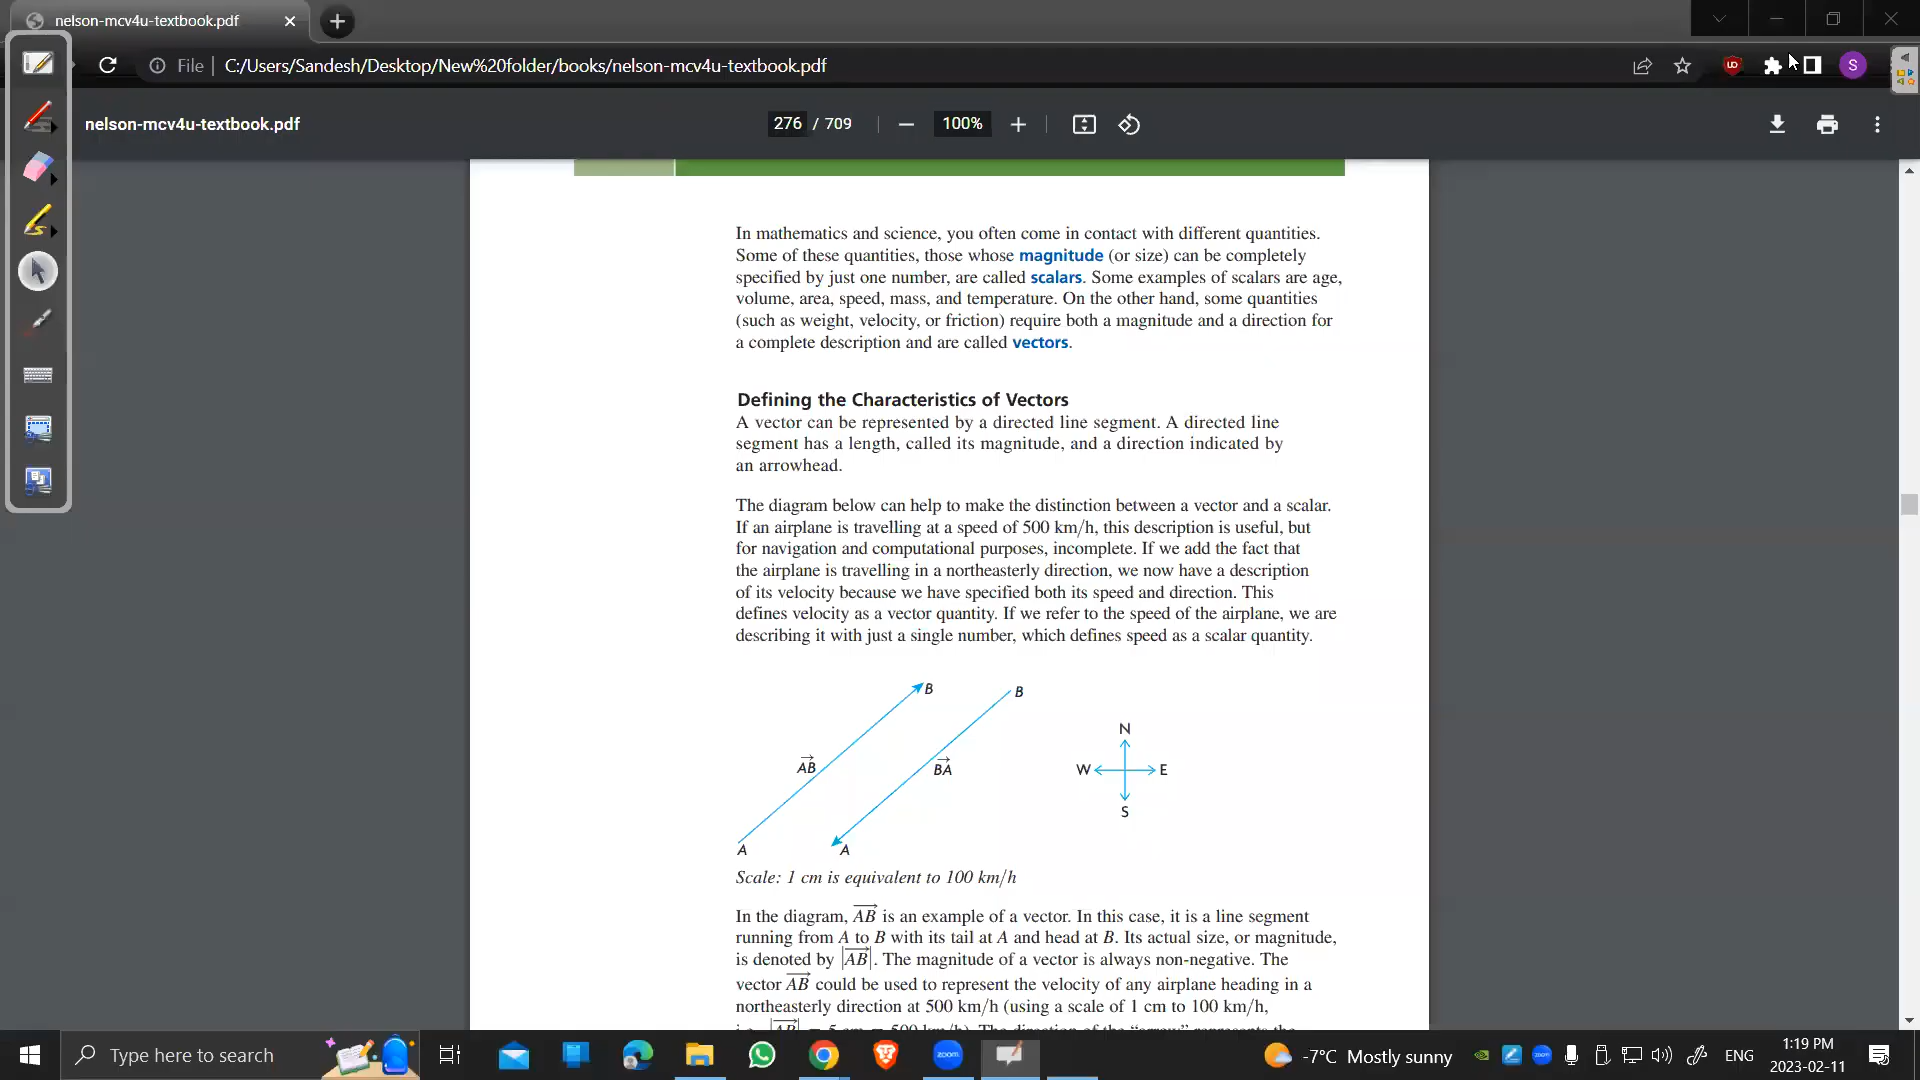 nelson-mcv4u-textbook.pdf
File
C:/Users/Sandesh/Desktop/New%20folder/books/nelson-mcv4u-textbook.pdf
UD
S
nelson-mcv4u-textbook.pdf
276 / 709
100%
In mathematics and science, you often come in contact with different quantities.
Some of these quantities, those whose magnitude (or size) can be completely
specified by just one number, are called scalars. Some examples of scalars are age,
volume, area, speed, mass, and temperature. On the other hand, some quantities
(such as weight, velocity, or friction) require both a magnitude and a direction for
a complete description and are called vectors.
Defining the Characteristics of Vectors
A vector can be represented by a directed line segment. A directed line
segment has a length, called its magnitude, and a direction indicated by
an arrowhead.
The diagram below can help to make the distinction between a vector and a scalar.
If an airplane is travelling at a speed of 500 km/h, this description is useful, but
for navigation and computational purposes, incomplete. If we add the fact that
the airplane is travelling in a northeasterly direction, we now have a description
of its velocity because we have specified both its speed and direction. This
defines velocity as a vector quantity. If we refer to the speed of the airplane, we are
describing it with just a single number, which defines speed as a scalar quantity.
B
B
N
AB
BA
W
E
S
A
A
Scale: 1 cm is equivalent to 100 km/h
In the diagram, AB is an example of a vector. In this case, it is a line segment
running from A to B with its tail at A and head at B. Its actual size, or magnitude,
is denoted by |AB|. The magnitude of a vector is always non-negative. The
vector AB could be used to represent the velocity of any airplane heading in a
northeasterly direction at 500 km/h (using a scale of 1 cm to 100 km/h,
i.e., |AB| = 5 cm = 500 km/h). The direction of the "arrow" represents the
Type here to search
zoom
-7°C Mostly sunny
zoom
ENG
1:19 PM
2023-02-11